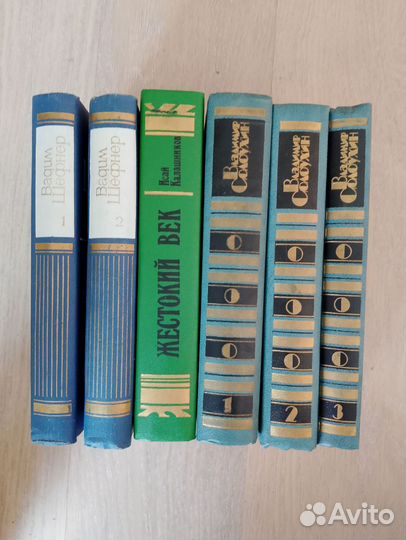 Вадим
Шефнер
1
Вадим
Шефнер
2
Исай
Калашников
ЖЕСТОКИЙ ВЕК
Владимир
Солоухин
1
Владимир
Солоухин
2
Владимир
Солоухин
3
Avito